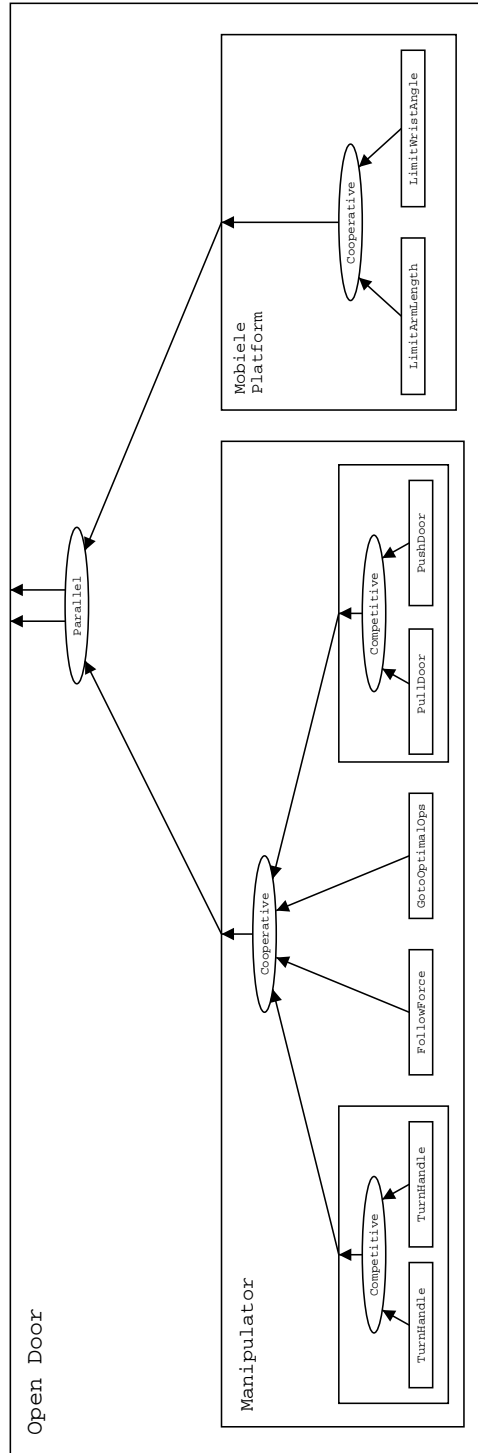 Open Door
Parallel
Manipulator
Cooperative
Competitive
TurnHandle
TurnHandle
FollowForce
GotoOptimalOps
Competitive
PullDoor
PushDoor
Mobiele
Platform
Cooperative
LimitArmLength
LimitWristAngle